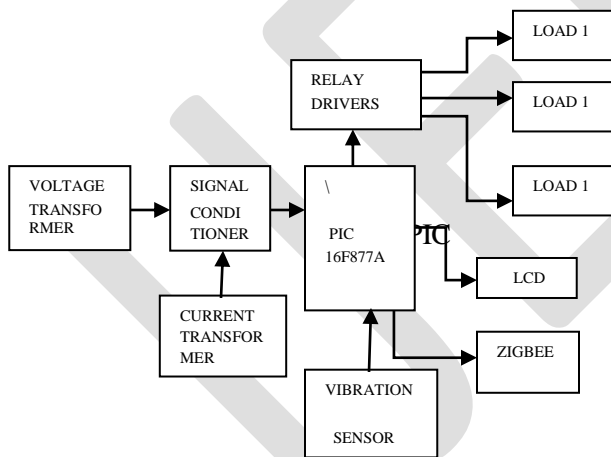 LOAD 1
RELAY
DRIVERS
LOAD 1
LOAD 1
VOLTAGE
TRANSFO
RMER
SIGNAL
CONDI
TIONER
\
PIC
16F877A
PIC
LCD
CURRENT
TRANSFOR
MER
ZIGBEE
VIBRATION
SENSOR